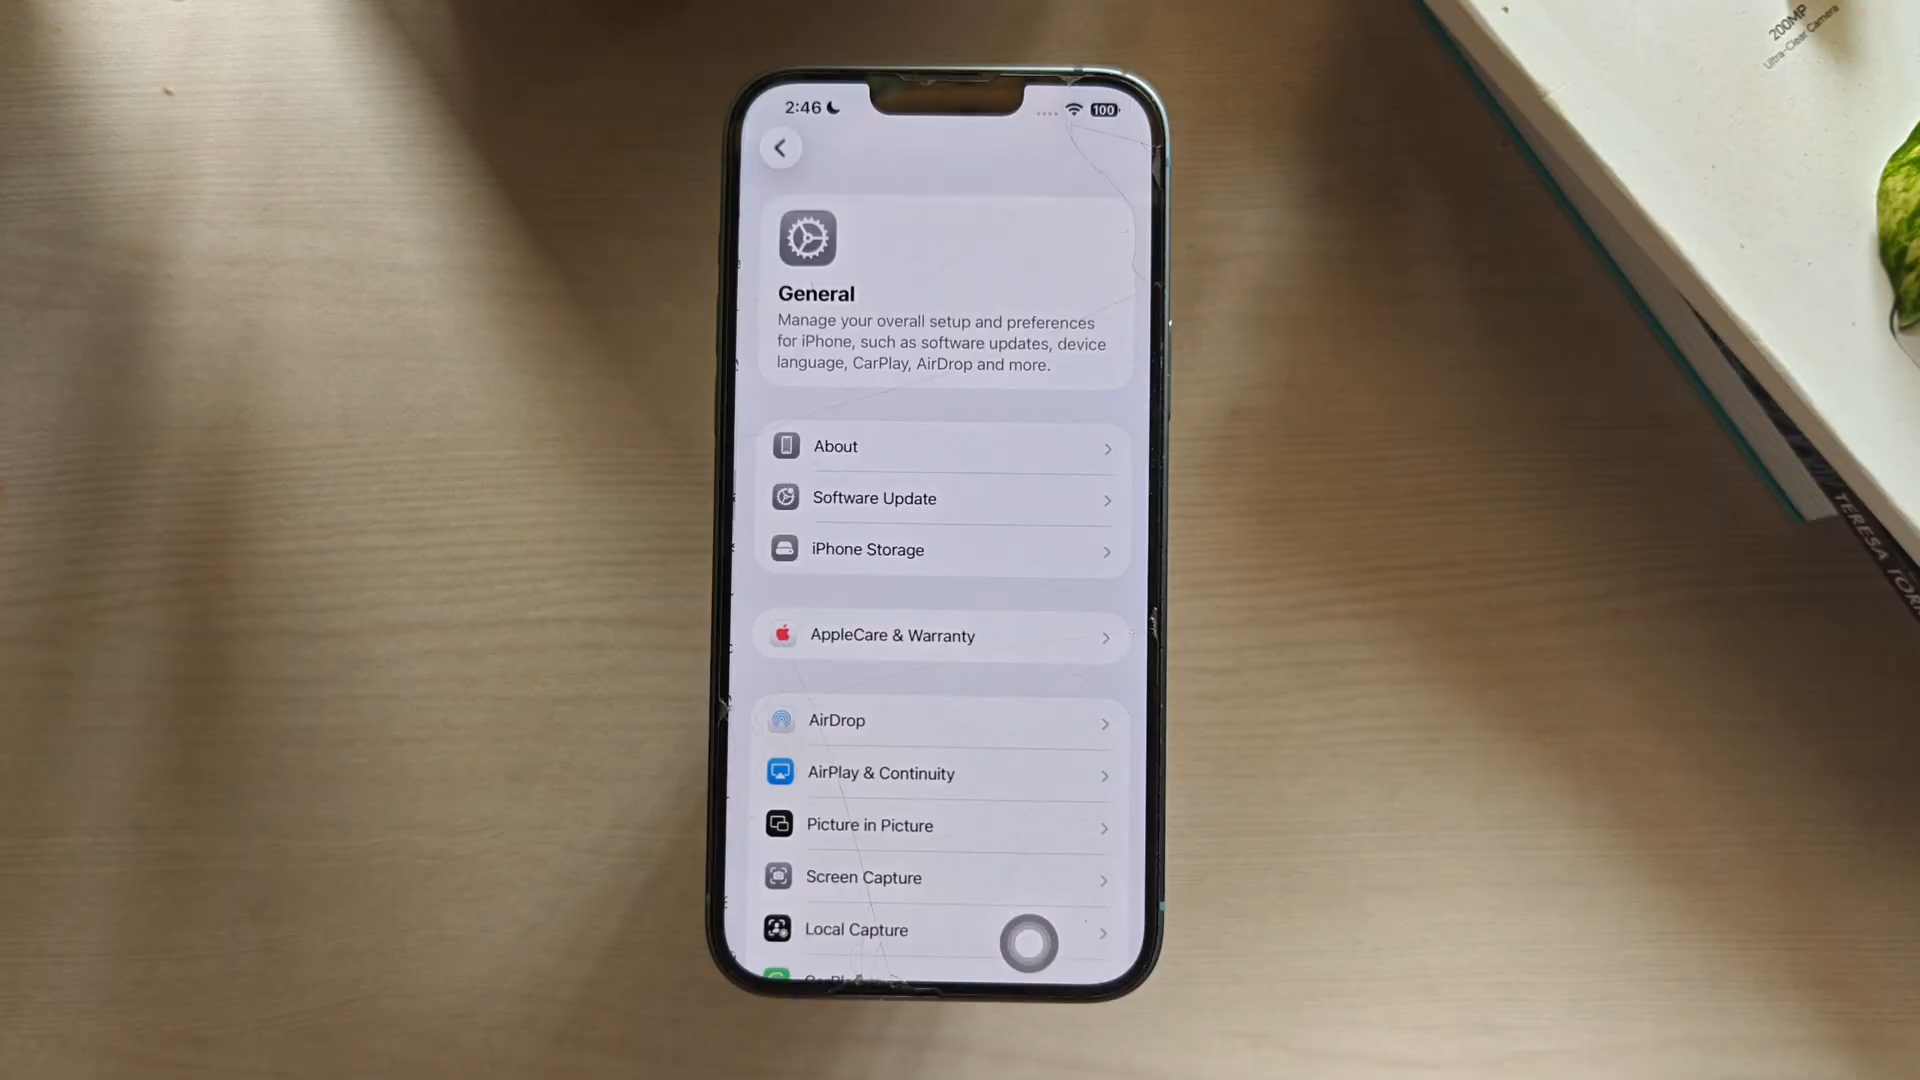 2:46
100
General
Manage your overall setup and preferences
for iPhone, such as software updates, device
language, CarPlay, AirDrop and more.
About
Software Update
iPhone Storage
AppleCare & Warranty
AirDrop
AirPlay & Continuity
Picture in Picture
Screen Capture
Local Capture
200MP
Ultra-Clear Camera
TERESA